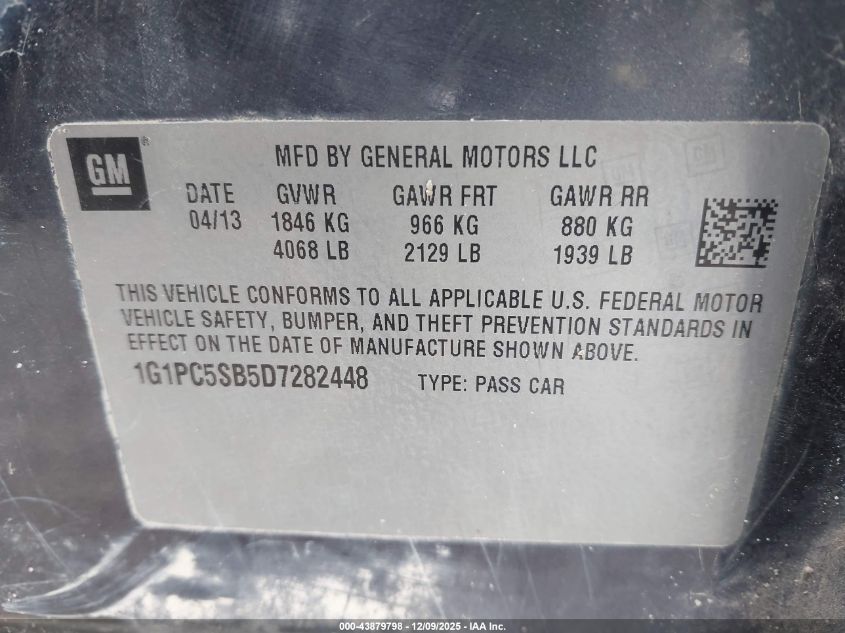 GM
®
MFD BY GENERAL MOTORS LLC
DATE GVWR GAWR FRT GAWR RR
04/13 1846 KG 966 KG 880 KG
4068 LB 2129 LB 1939 LB
THIS VEHICLE CONFORMS TO ALL APPLICABLE U.S. FEDERAL MOTOR
VEHICLE SAFETY, BUMPER, AND THEFT PREVENTION STANDARDS IN
EFFECT ON THE DATE OF MANUFACTURE SHOWN ABOVE.
1G1PC5SB5D7282448 TYPE: PASS CAR
000-43879798 - 12/09/2025 - IAA Inc.